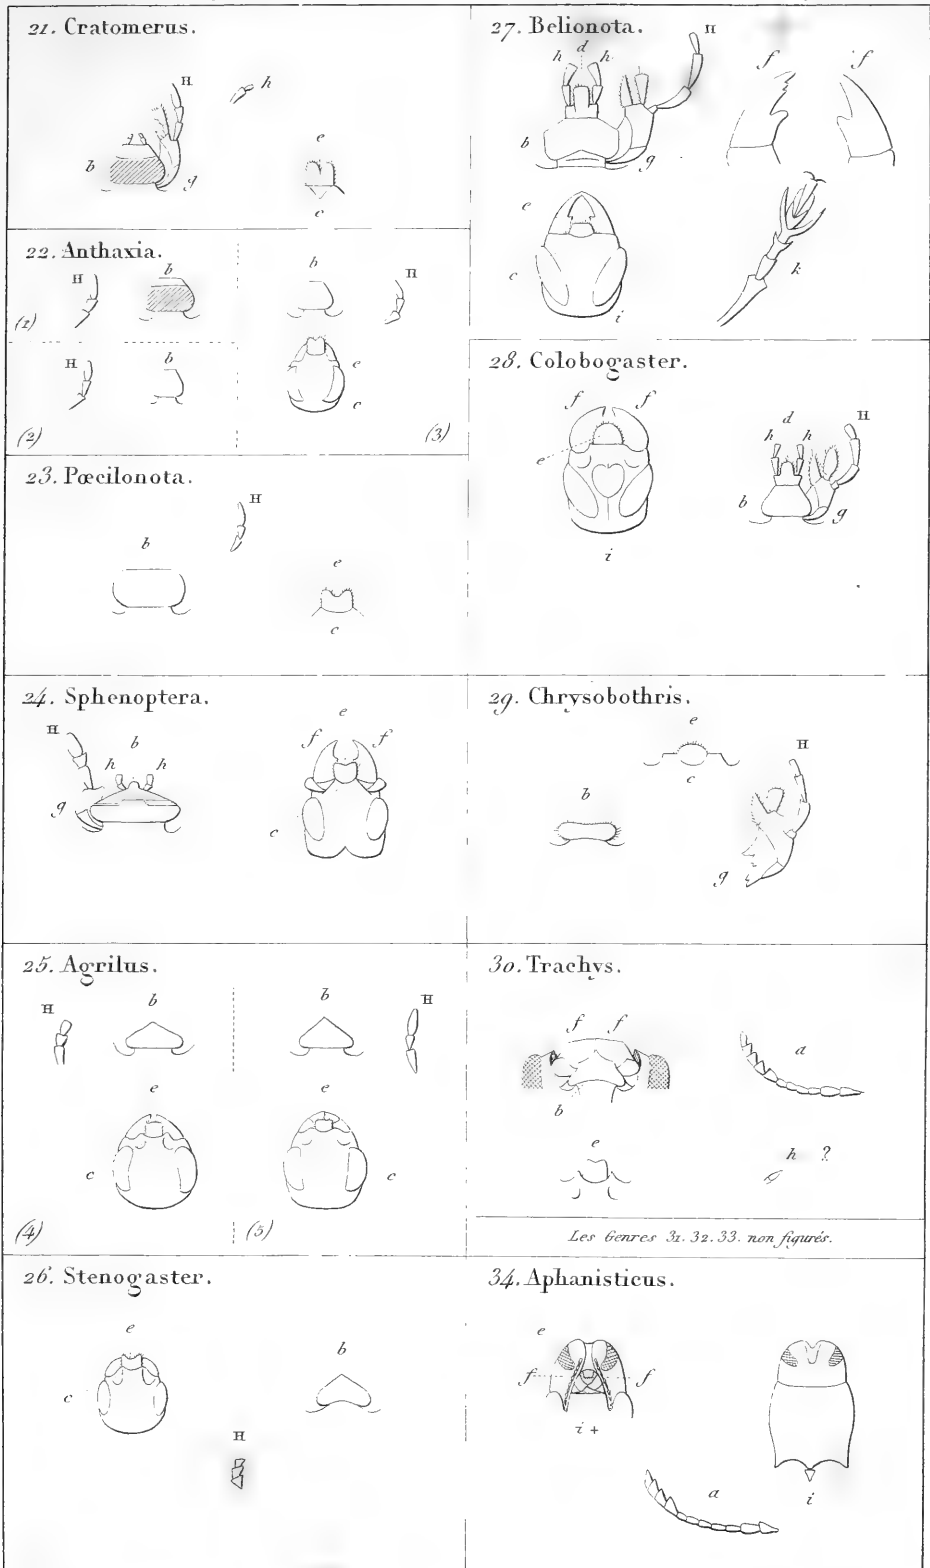 21. Cratomerus.
H
h
b
g
e
c
22. Anthaxia.
H
b
(1)
H
b
(2)
b
H
e
c
(3)
23. Pœcilonota.
H
b
e
c
24. Sphenoptera.
H
b
h h
g
e
f f
c
25. Agrilus.
H
b
e
c
(4)
b
H
e
c
(5)
26. Stenogaster.
e
c
b
H
27. Belionota.
H
d
h h
b
g
f f
e
c
i
k
28. Colobogaster.
f f
e
i
H
d
h h
b
g
29. Chrysobothris.
e
c
H
b
g
30. Trachys.
f f
b
a
e
h ?
Les Genres 31. 32. 33. non figurés.
34. Aphanisticus.
e
f f
i +
i
a